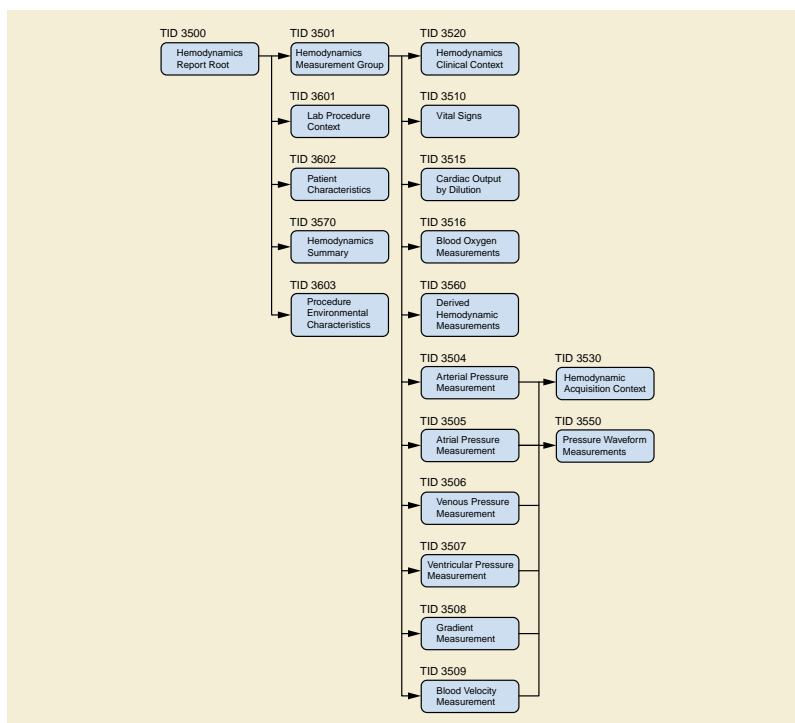 TID 3500
Hemodynamics
Report Root
TID 3501
Hemodynamics
Measurement Group
TID 3601
Lab Procedure
Context
TID 3602
Patient
Characteristics
TID 3570
Hemodynamics
Summary
TID 3603
Procedure
Environmental
Characteristics
TID 3520
Hemodynamics
Clinical Context
TID 3510
Vital Signs
TID 3515
Cardiac Output
by Dilution
TID 3516
Blood Oxygen
Measurements
TID 3560
Derived
Hemodynamic
Measurements
TID 3504
Arterial Pressure
Measurement
TID 3505
Atrial Pressure
Measurement
TID 3506
Venous Pressure
Measurement
TID 3507
Ventricular Pressure
Measurement
TID 3508
Gradient
Measurement
TID 3509
Blood Velocity
Measurement
TID 3530
Hemodynamic
Acquisition Context
TID 3550
Pressure Waveform
Measurements